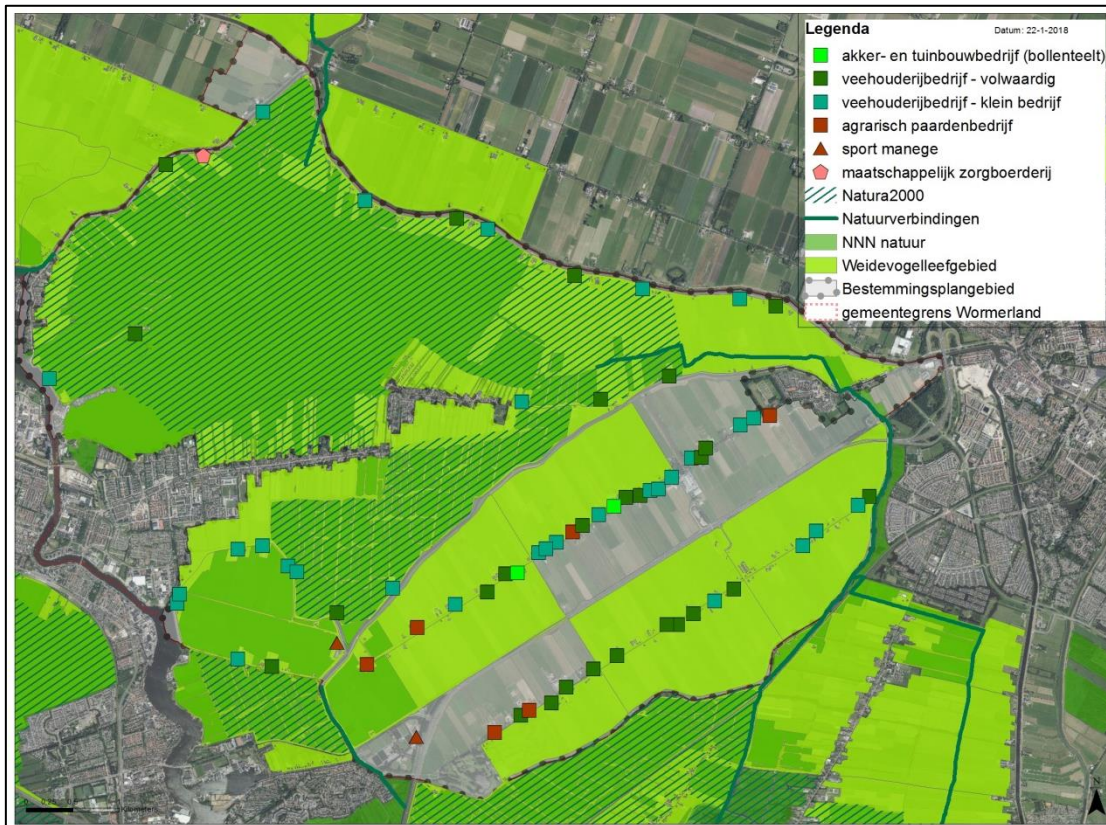 Legenda
Datum: 22-1-2018
akker- en tuinbouwbedrijf (bollenteelt)
veehouderijbedrijf - volwaardig
veehouderijbedrijf - klein bedrijf
agrarisch paardenbedrijf
sport manege
maatschappelijk zorgboerderij
Natura2000
Natuurverbindingen
NNN natuur
Weidevogelleefgebied
Bestemmingsplangebied
gemeentegrens Wormerland
N